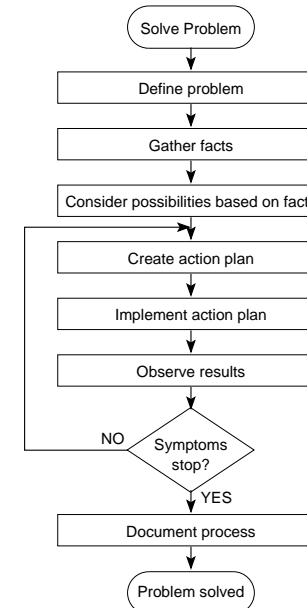 Solve Problem
Define problem
Gather facts
Consider possibilities based on fact
Create action plan
Implement action plan
Observe results
NO
Symptoms
stop?
YES
Document process
Problem solved